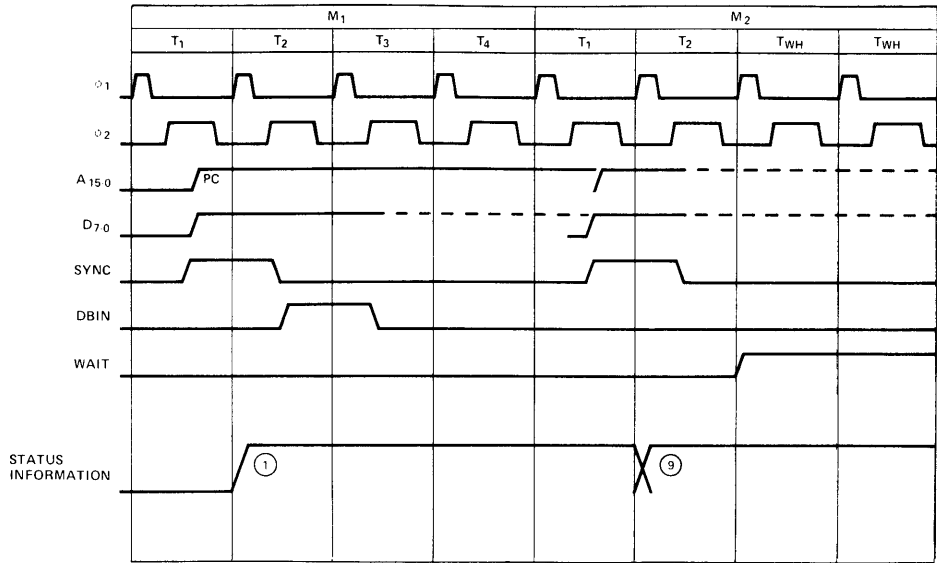 M1 M2
T1 T2 T3 T4 T1 T2 TWH TWH
φ1
φ2
A15-0 PC
D7-0
SYNC
DBIN
WAIT
STATUS
INFORMATION
1 9